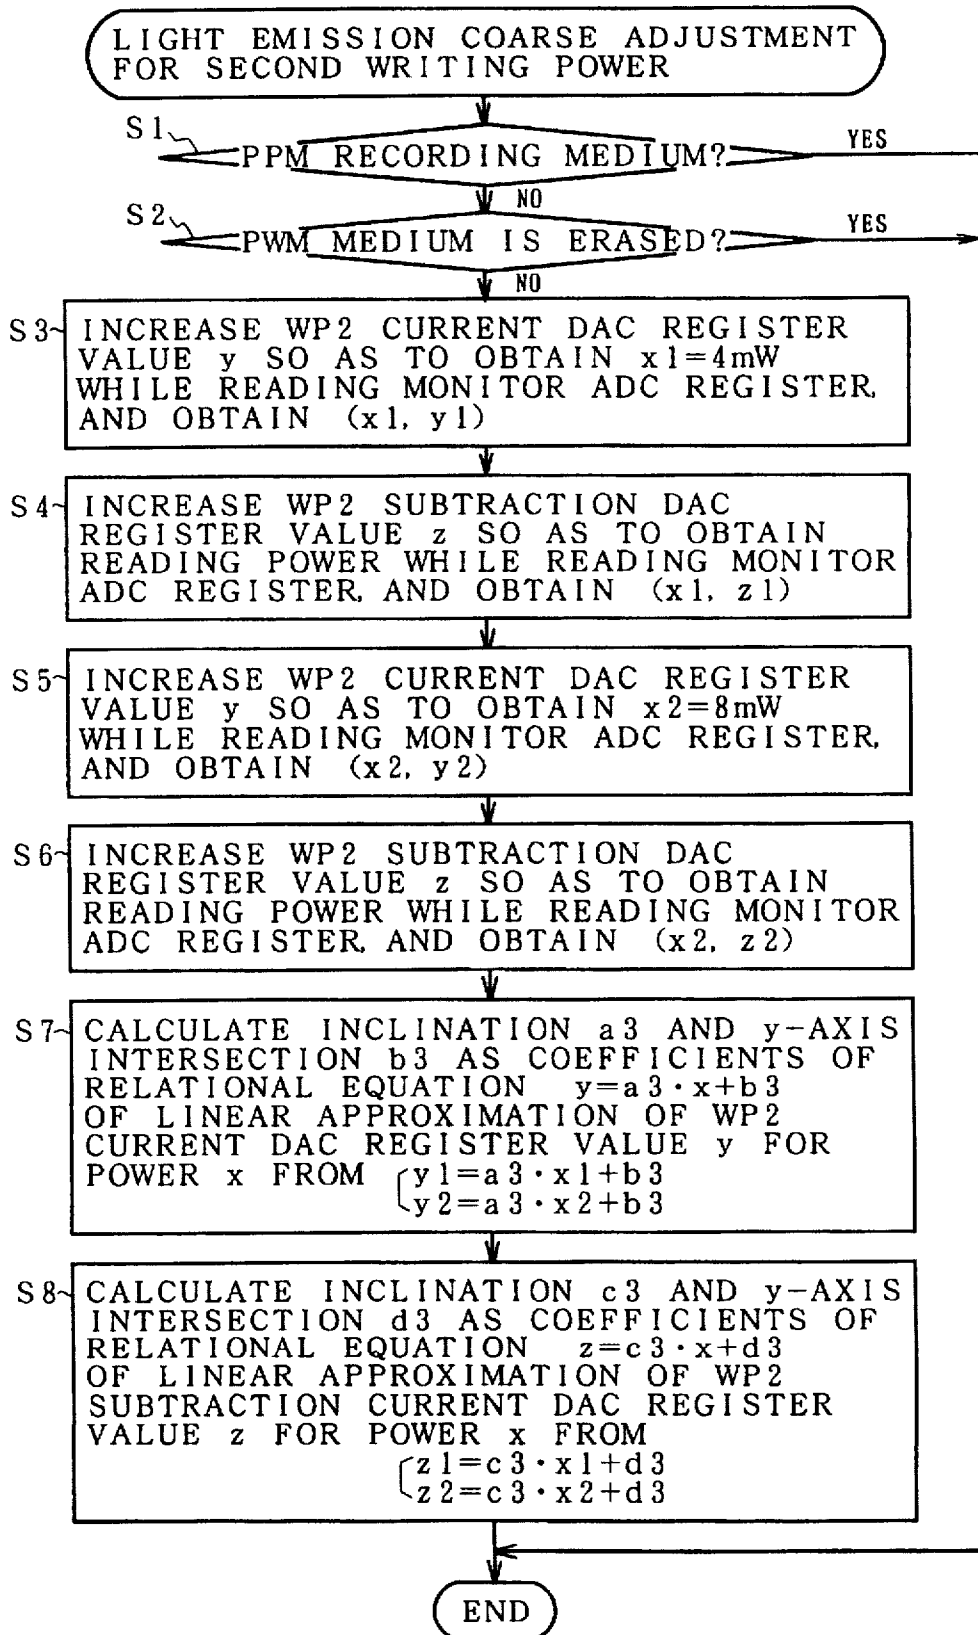 LIGHT EMISSION COARSE ADJUSTMENT
FOR SECOND WRITING POWER
S1
PPM RECORDING MEDIUM?
YES
NO
S2
PWM MEDIUM IS ERASED?
YES
NO
S3
INCREASE WP2 CURRENT DAC REGISTER
VALUE y SO AS TO OBTAIN x1=4mW
WHILE READING MONITOR ADC REGISTER,
AND OBTAIN (x1, y1)
S4
INCREASE WP2 SUBTRACTION DAC
REGISTER VALUE z SO AS TO OBTAIN
READING POWER WHILE READING MONITOR
ADC REGISTER, AND OBTAIN (x1, z1)
S5
INCREASE WP2 CURRENT DAC REGISTER
VALUE y SO AS TO OBTAIN x2=8mW
WHILE READING MONITOR ADC REGISTER,
AND OBTAIN (x2, y2)
S6
INCREASE WP2 SUBTRACTION DAC
REGISTER VALUE z SO AS TO OBTAIN
READING POWER WHILE READING MONITOR
ADC REGISTER, AND OBTAIN (x2, z2)
S7
CALCULATE INCLINATION a3 AND y-AXIS
INTERSECTION b3 AS COEFFICIENTS OF
RELATIONAL EQUATION y=a3·x+b3
OF LINEAR APPROXIMATION OF WP2
CURRENT DAC REGISTER VALUE y FOR
POWER x FROM y1=a3·x1+b3
y2=a3·x2+b3
S8
CALCULATE INCLINATION c3 AND y-AXIS
INTERSECTION d3 AS COEFFICIENTS OF
RELATIONAL EQUATION z=c3·x+d3
OF LINEAR APPROXIMATION OF WP2
SUBTRACTION CURRENT DAC REGISTER
VALUE z FOR POWER x FROM
z1=c3·x1+d3
z2=c3·x2+d3
END